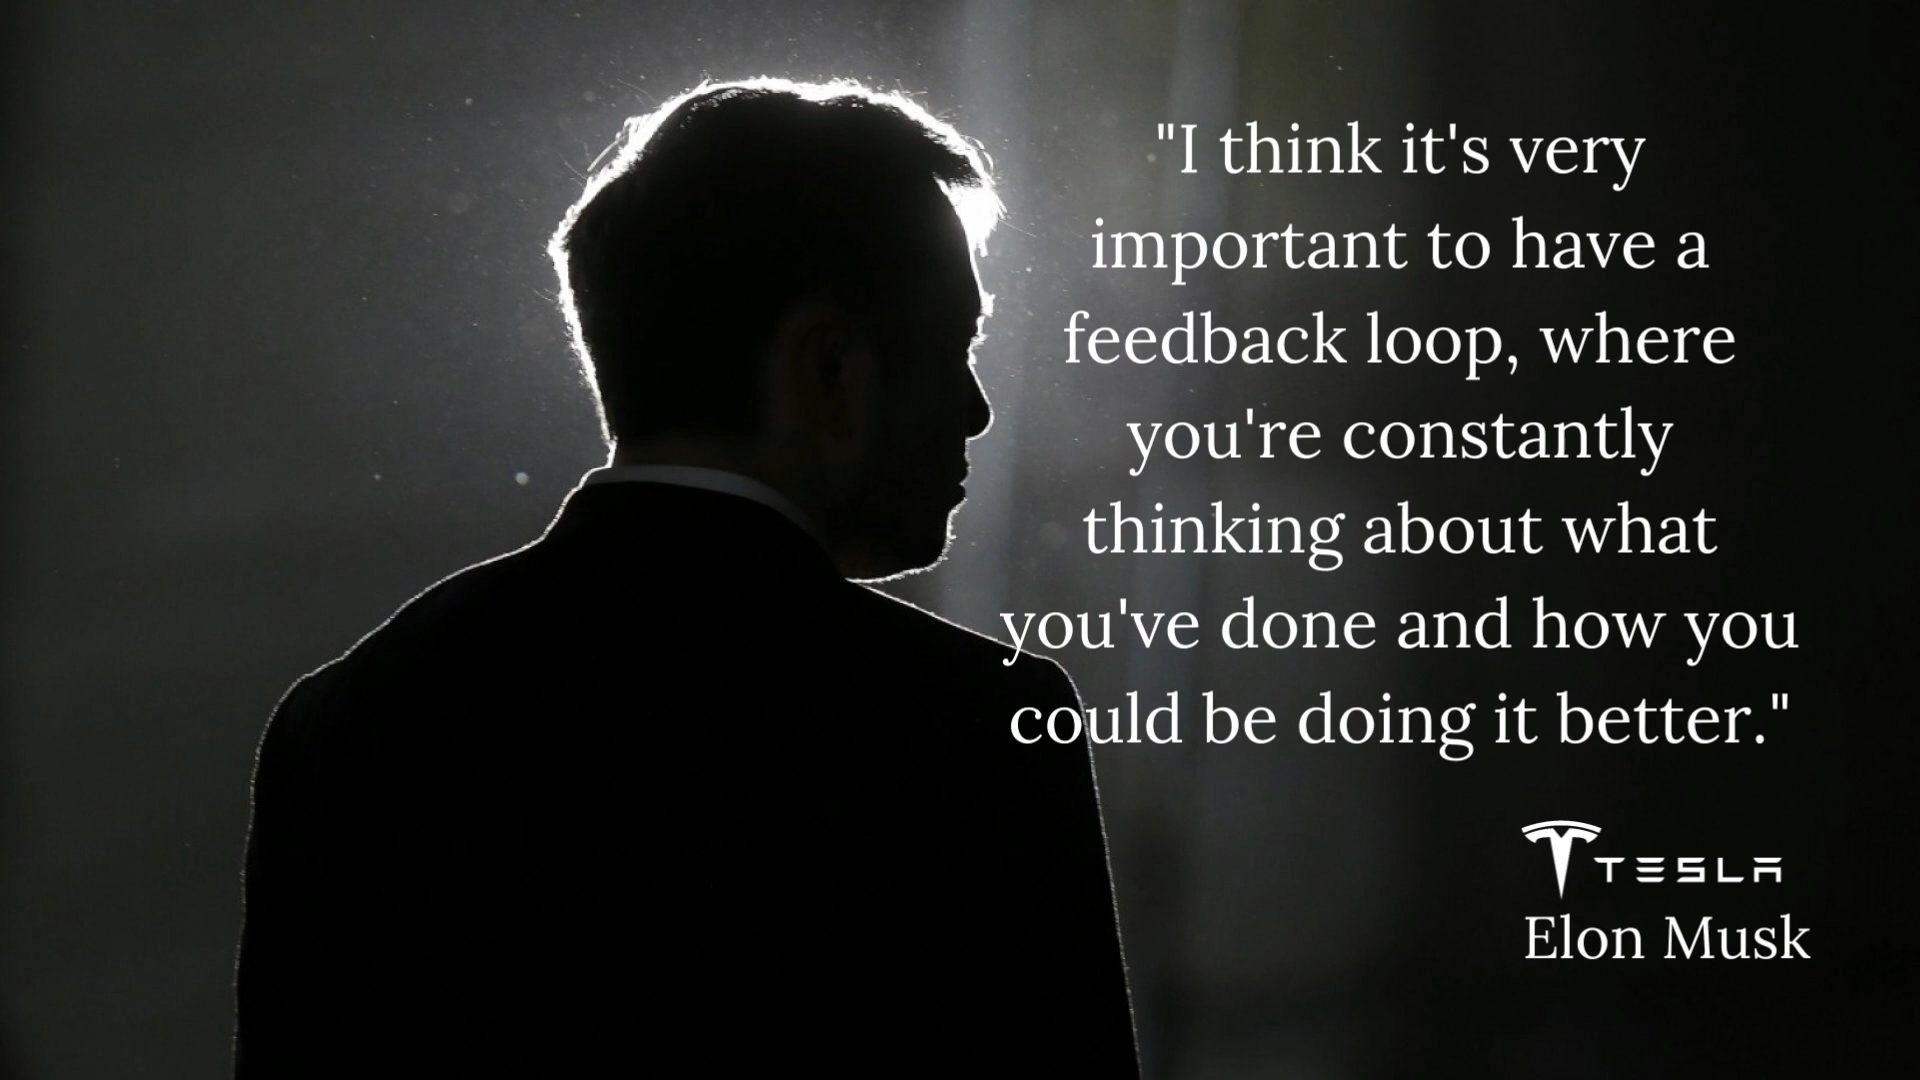 "I think it's very
important to have a
feedback loop, where
you're constantly
thinking about what
you've done and how you
could be doing it better."
TESLA
Elon Musk